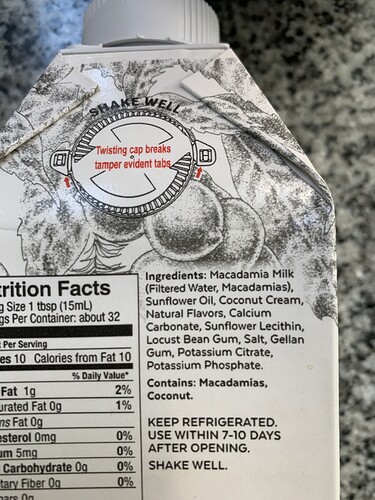 SHAKE WELL
Twisting cap breaks
tamper evident tabs
trition Facts
g Size 1 tbsp (15mL)
gs Per Container: about 32
t Per Serving
es 10 Calories from Fat 10
% Daily Value*
Fat 1g 2%
urated Fat 0g 1%
ns Fat 0g
esterol 0mg 0%
um 5mg 0%
Carbohydrate 0g 0%
tary Fiber 0g 0%
ars 0g
Ingredients: Macadamia Milk
(Filtered Water, Macadamias),
Sunflower Oil, Coconut Cream,
Natural Flavors, Calcium
Carbonate, Sunflower Lecithin,
Locust Bean Gum, Salt, Gellan
Gum, Potassium Citrate,
Potassium Phosphate.
Contains: Macadamias,
Coconut.
KEEP REFRIGERATED.
USE WITHIN 7-10 DAYS
AFTER OPENING.
SHAKE WELL.